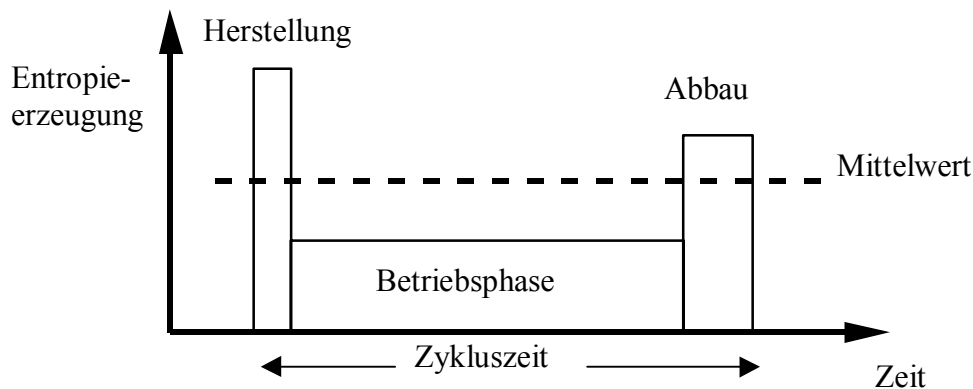 Herstellung
Entropie-
erzeugung
Abbau
Mittelwert
Betriebsphase
Zykluszeit
Zeit